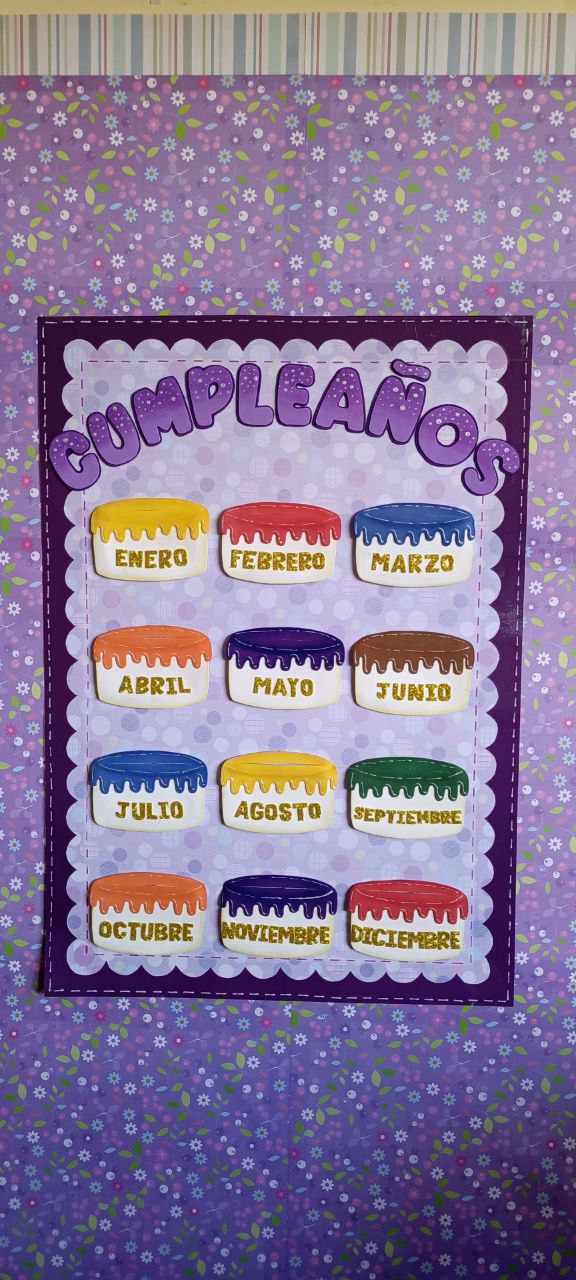 CUMPLEAÑOS
ENERO FEBRERO MARZO
ABRIL MAYO JUNIO
JULIO AGOSTO SEPTIEMBRE
OCTUBRE NOVIEMBRE DICIEMBRE